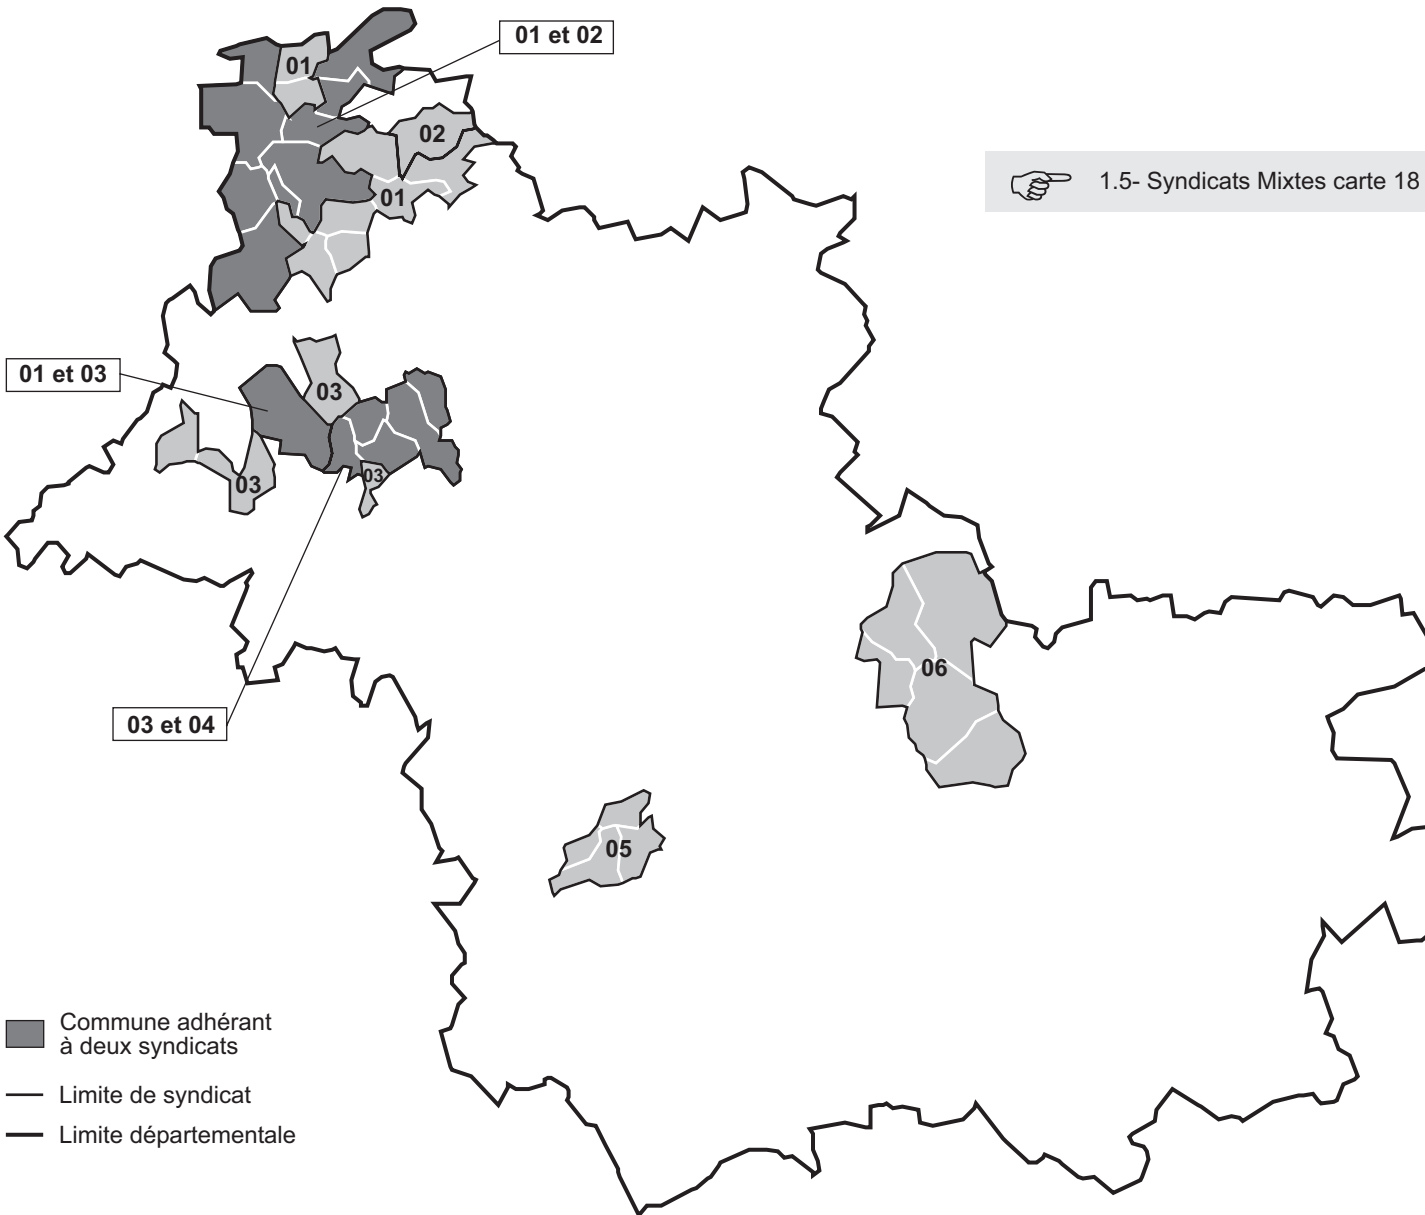 01 et 02
01
02
1.5- Syndicats Mixtes carte 18
01
01 et 03
03
03
03
06
03 et 04
05
Commune adhérant
à deux syndicats
Limite de syndicat
Limite départementale